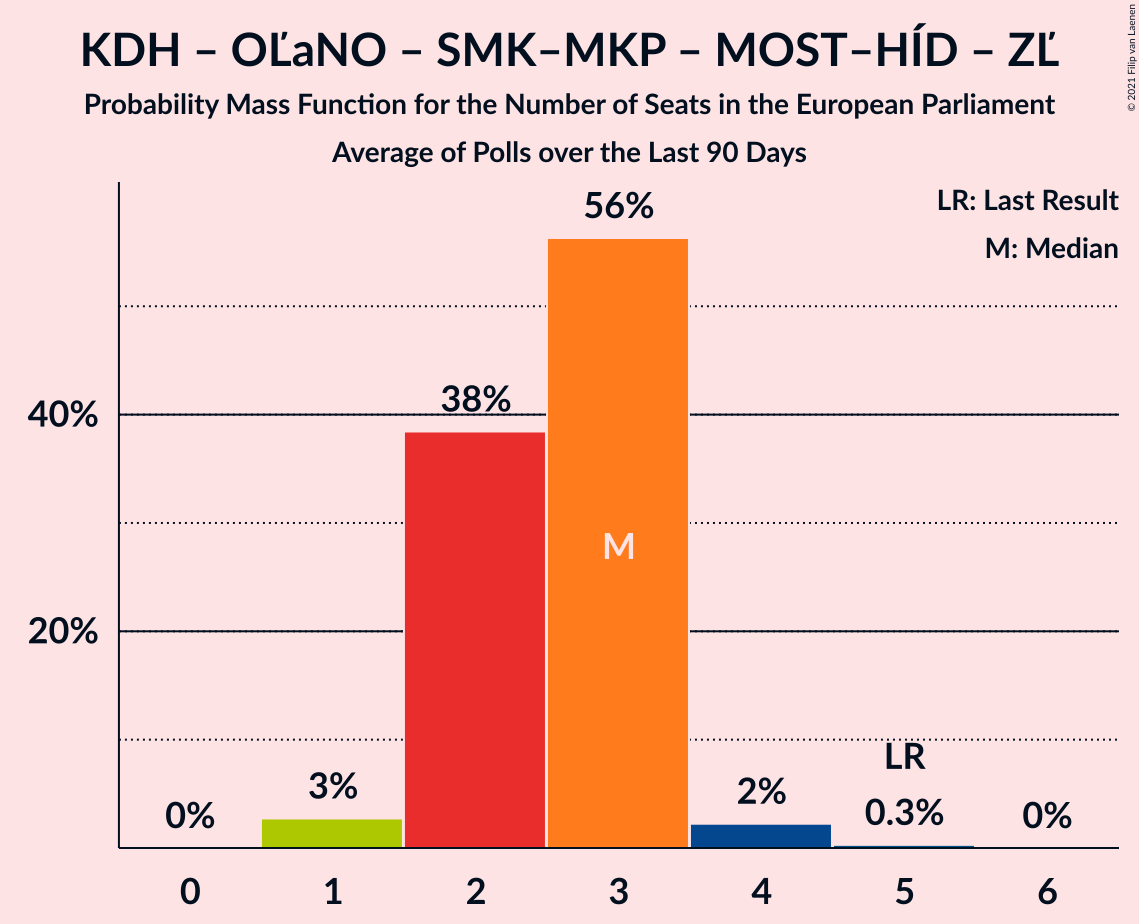 KDH – OĽaNO – SMK–MKP – MOST–HÍD – ZĽ
Probability Mass Function for the Number of Seats in the European Parliament
Average of Polls over the Last 90 Days
© 2021 Filip van Laenen
LR: Last Result
M: Median
56%
38%
40%
M
20%
LR
3%
2%
0%
0.3%
0%
0 1 2 3 4 5 6